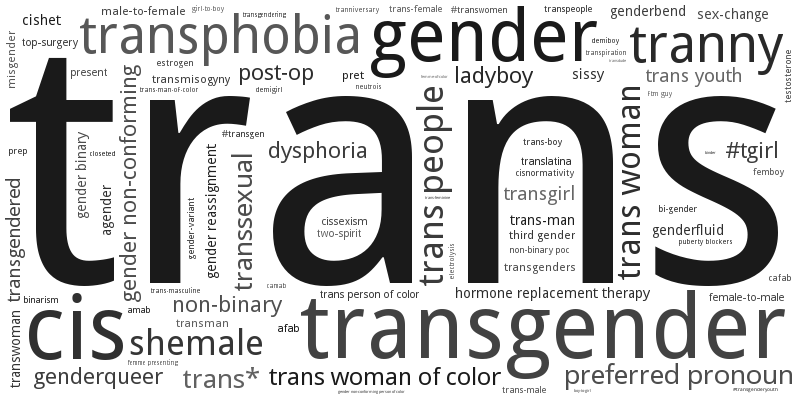 male-to-female
girl-to-boy
tranniversary
trans-female
#transwomen
transpeople
genderbend
sex-change
cishet
transgendering
transphobia
gender
tranny
misgender
top-surgery
demiboy
transpiration
present
estrogen
transmisogyny
post-op
pret
ladyboy
sissy
trans youth
testosterone
trans-man-of-color
demigirl
neutrois
ftm guy
trans
gender non-conforming
#transgen
dysphoria
trans people
trans-boy
trans woman
#tgirl
prep
closeted
gender binary
agender
gender reassignment
transsexual
translatina
cisnormativity
femboy
transgendered
gender-variant
cissexism
two-spirit
transgirl
trans-man
third gender
non-binary poc
transgenders
electrolysis
bi-gender
genderfluid
puberty blockers
cafab
binarism
trans-masculine
camab
trans person of color
hormone replacement therapy
female-to-male
amab
non-binary
cis
transman
afab
transgender
transwoman
shemale
femme presenting
genderqueer
trans*
trans woman of color
preferred pronoun
trans-male
gender nonconforming person of color
#transgenderyouth